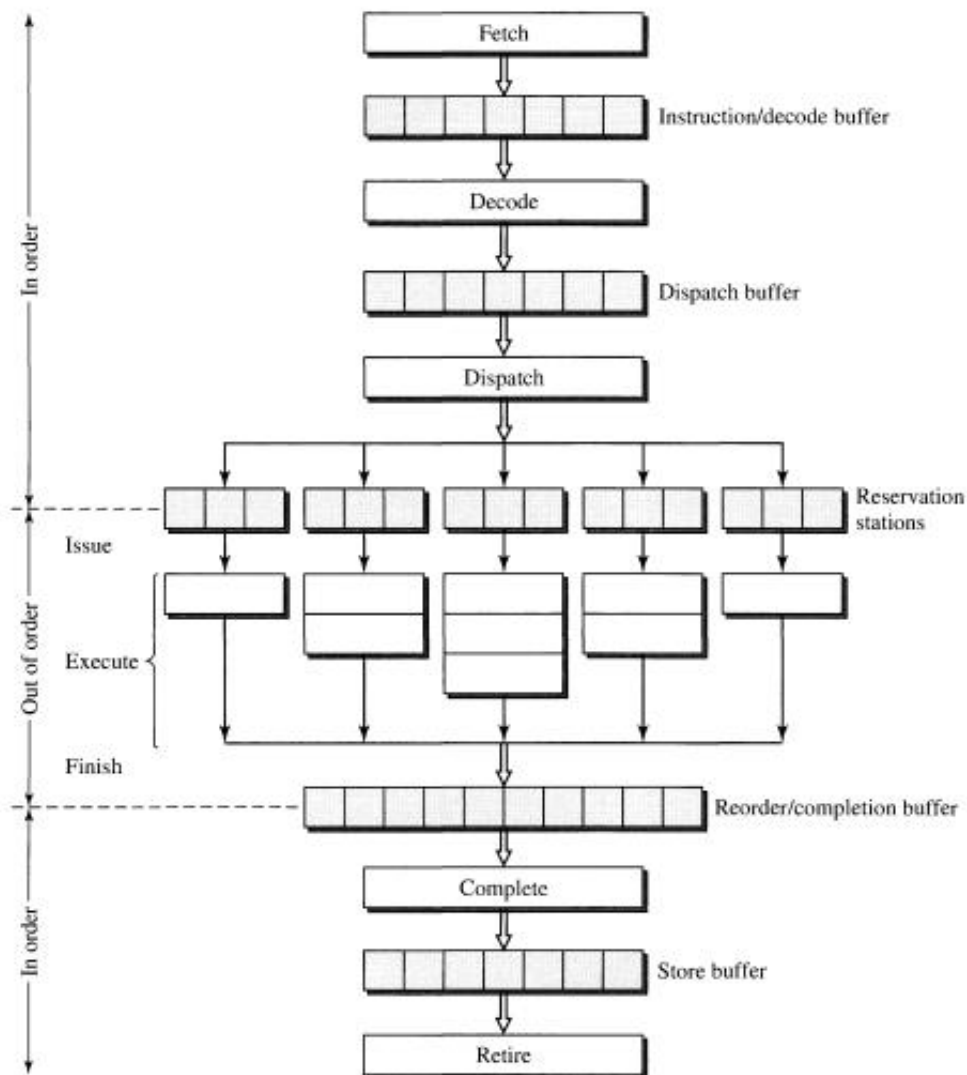 Fetch
Instruction/decode buffer
Decode
In order
Dispatch buffer
Dispatch
Reservation
stations
Issue
Execute
Out of order
Finish
Reorder/completion buffer
Complete
In order
Store buffer
Retire